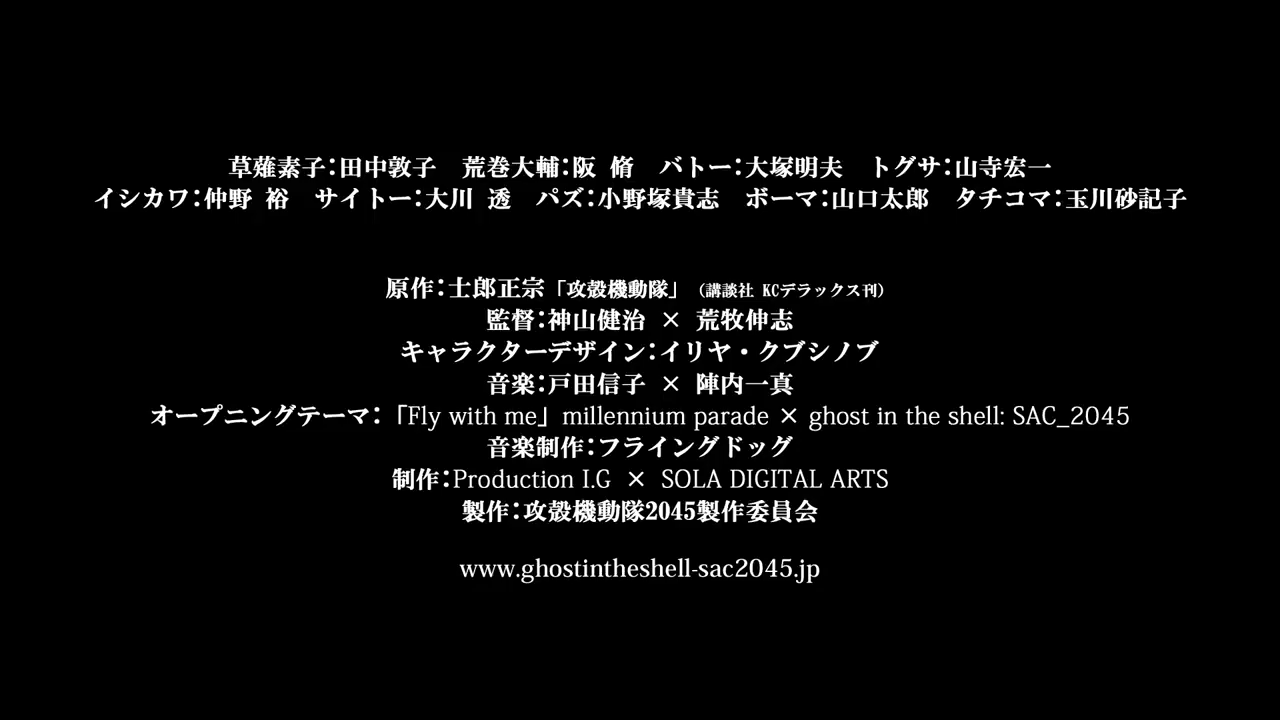 草薙素子：田中敦子　荒巻大輔：阪 脩　バトー：大塚明夫　トグサ：山寺宏一
イシカワ：仲野 裕　サイトー：大川 透　パズ：小野塚貴志　ボーマ：山口太郎　タチコマ：玉川砂記子
原作：士郎正宗「攻殻機動隊」（講談社 KCデラックス刊）
監督：神山健治 × 荒牧伸志
キャラクターデザイン：イリヤ・クブシノブ
音楽：戸田信子 × 陣内一真
オープニングテーマ：「Fly with me」millennium parade × ghost in the shell: SAC_2045
音楽制作：フライングドッグ
制作：Production I.G × SOLA DIGITAL ARTS
製作：攻殻機動隊2045製作委員会
www.ghostintheshell-sac2045.jp